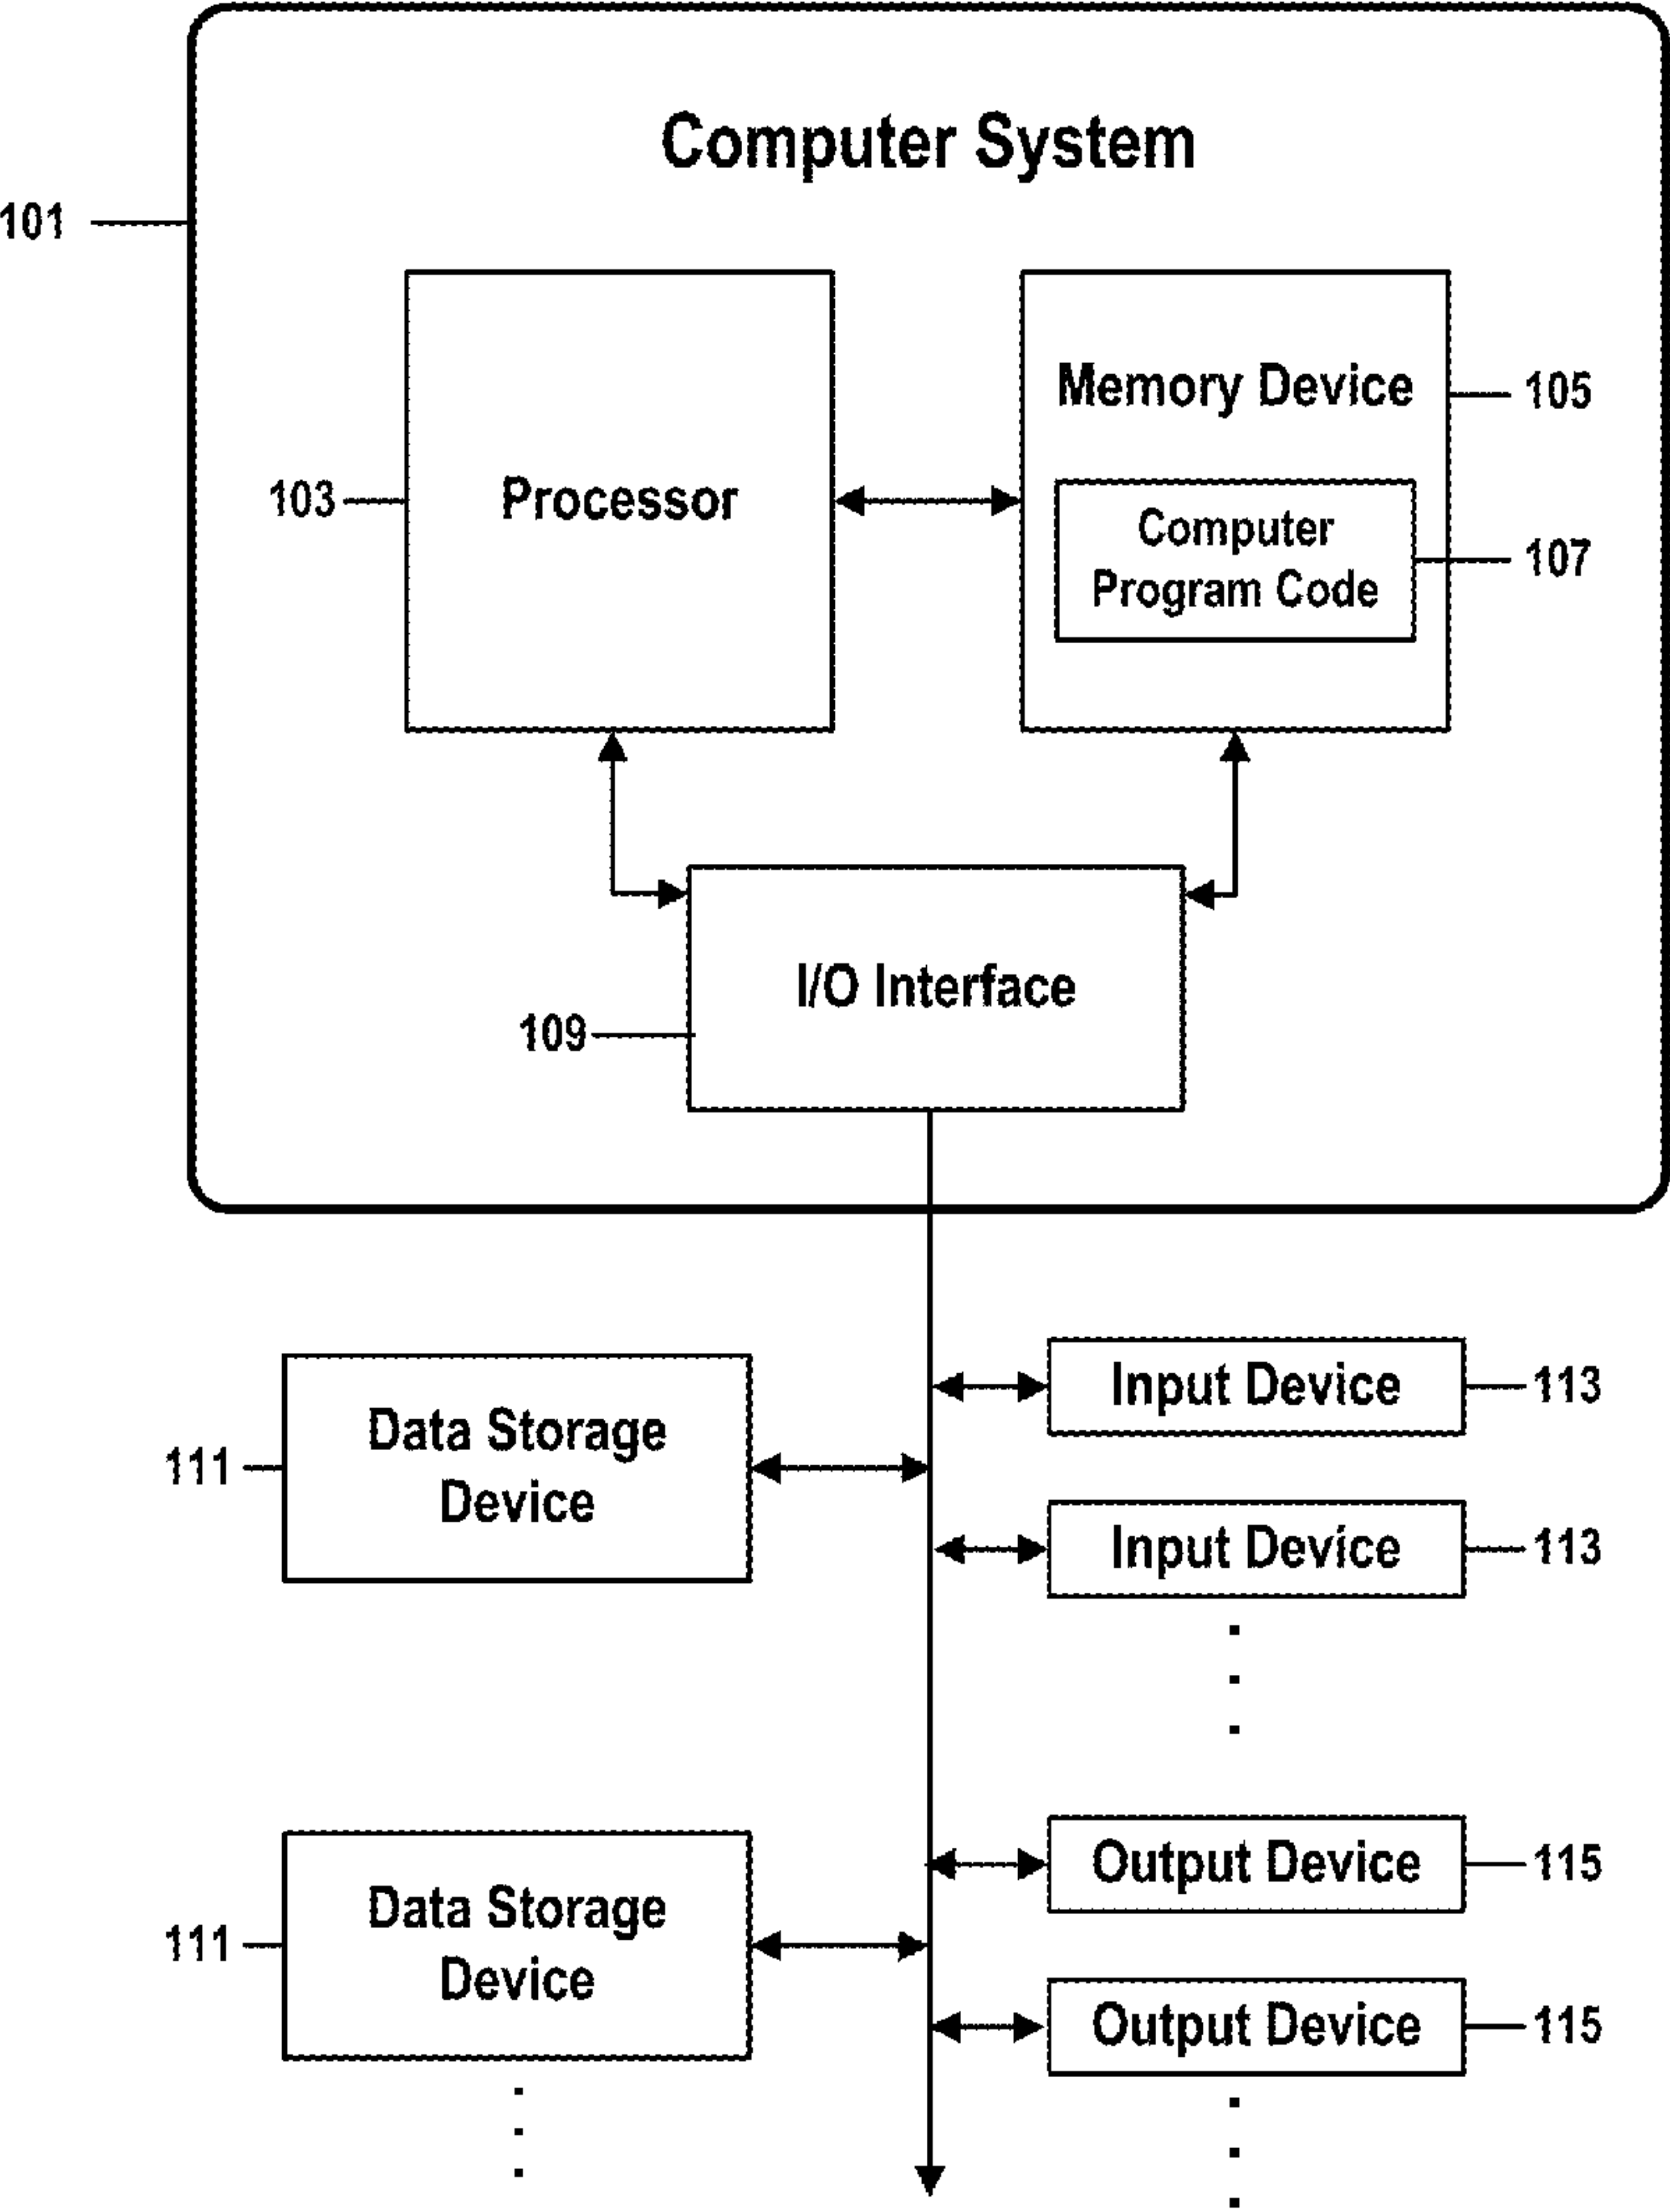 Computer System
101
Memory Device
105
103
Processor
Computer
Program Code
107
I/O Interface
109
Input Device
113
Data Storage
Device
111
Input Device
113
Output Device
115
Data Storage
Device
111
Output Device
115